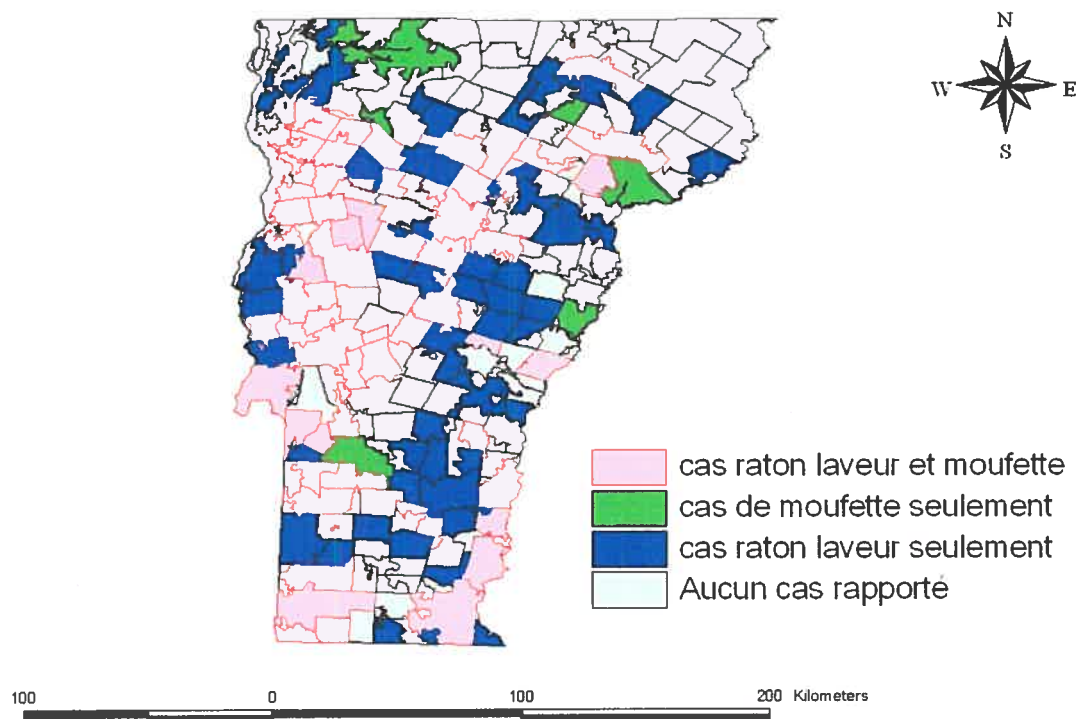 N
W E
S
cas raton laveur et moufette
cas de moufette seulement
cas raton laveur seulement
Aucun cas rapporté
100 0 100 200 Kilometers